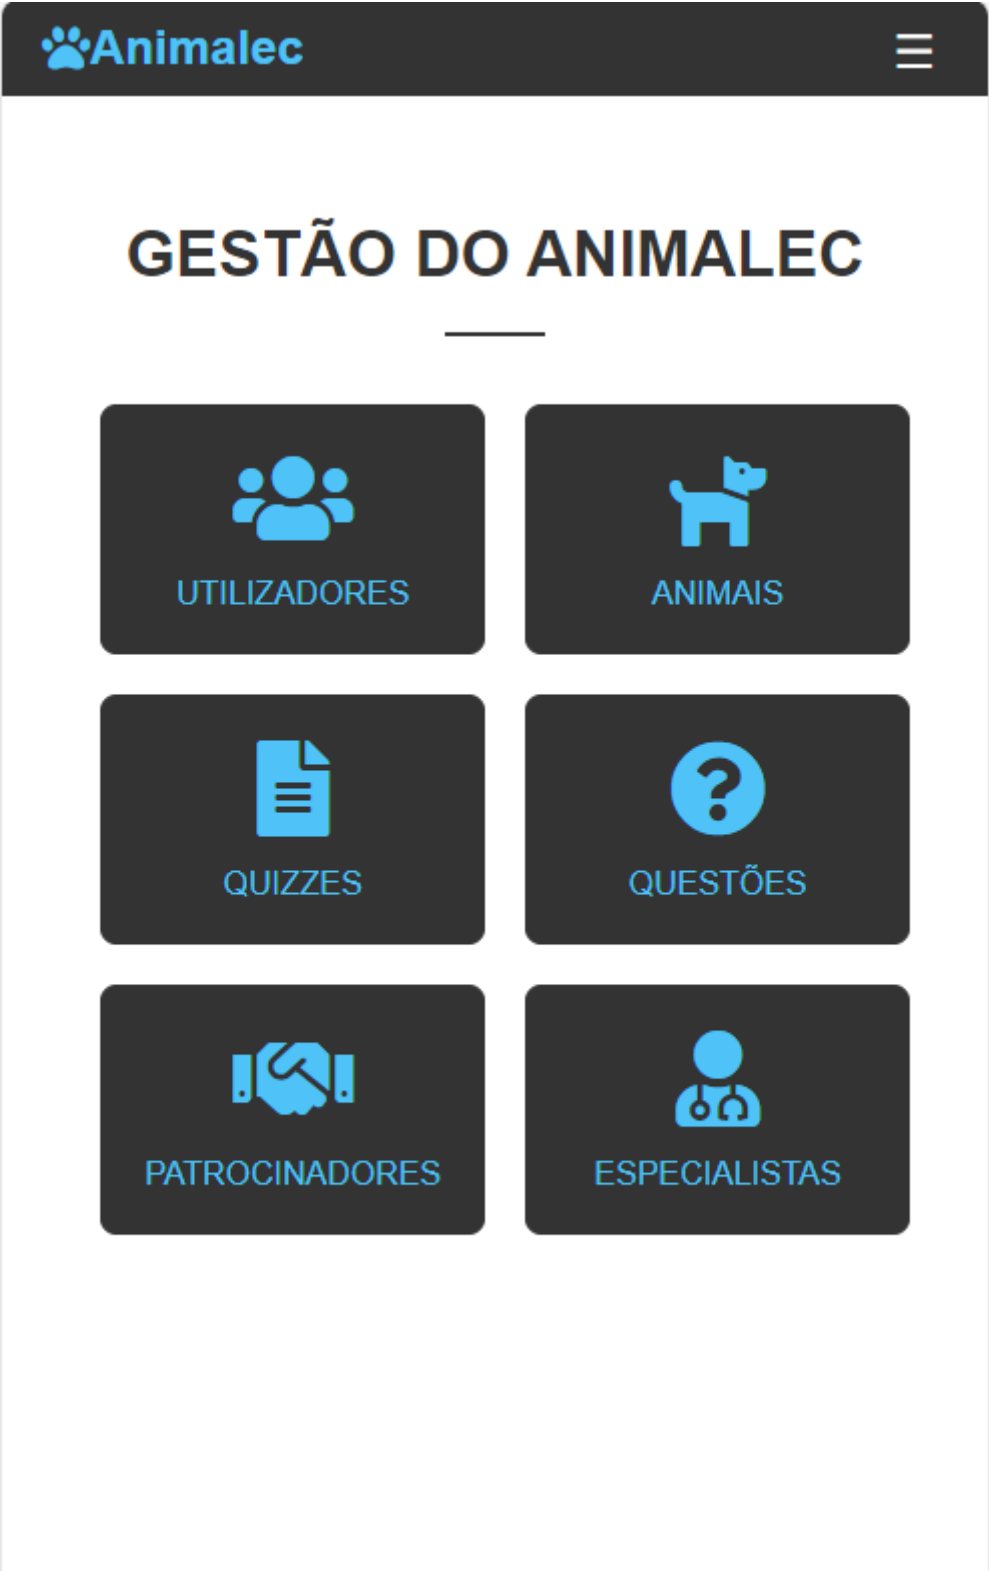 Animalec
GESTÃO DO ANIMALEC
UTILIZADORES
ANIMAIS
QUIZZES
QUESTÕES
PATROCINADORES
ESPECIALISTAS